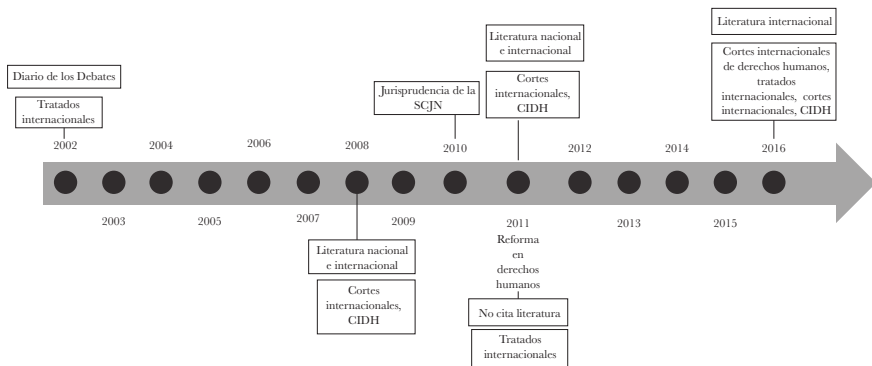 Literatura internacional
Literatura nacional
e internacional
Cortes internacionales
de derechos humanos,
tratados
internacionales, cortes
internacionales, CIDH
Diario de los Debates
Cortes
internacionales,
CIDH
Jurisprudencia de la
SCJN
Tratados
internacionales
2002
2004
2006
2008
2010
2012
2014
2016
2003
2005
2007
2009
2011
2013
2015
Reforma
en
derechos
humanos
Literatura nacional
e internacional
Cortes
internacionales,
CIDH
No cita literatura
Tratados
internacionales